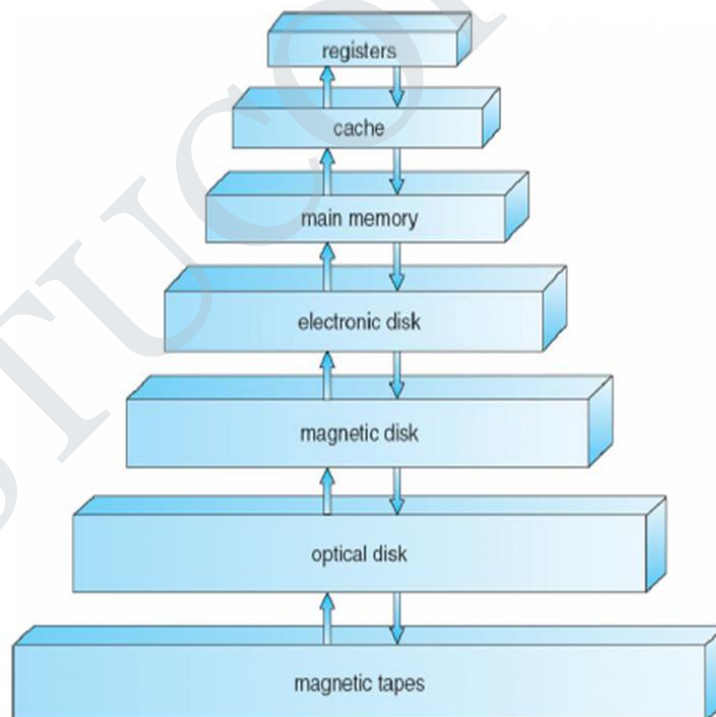 registers
cache
main memory
electronic disk
magnetic disk
optical disk
magnetic tapes